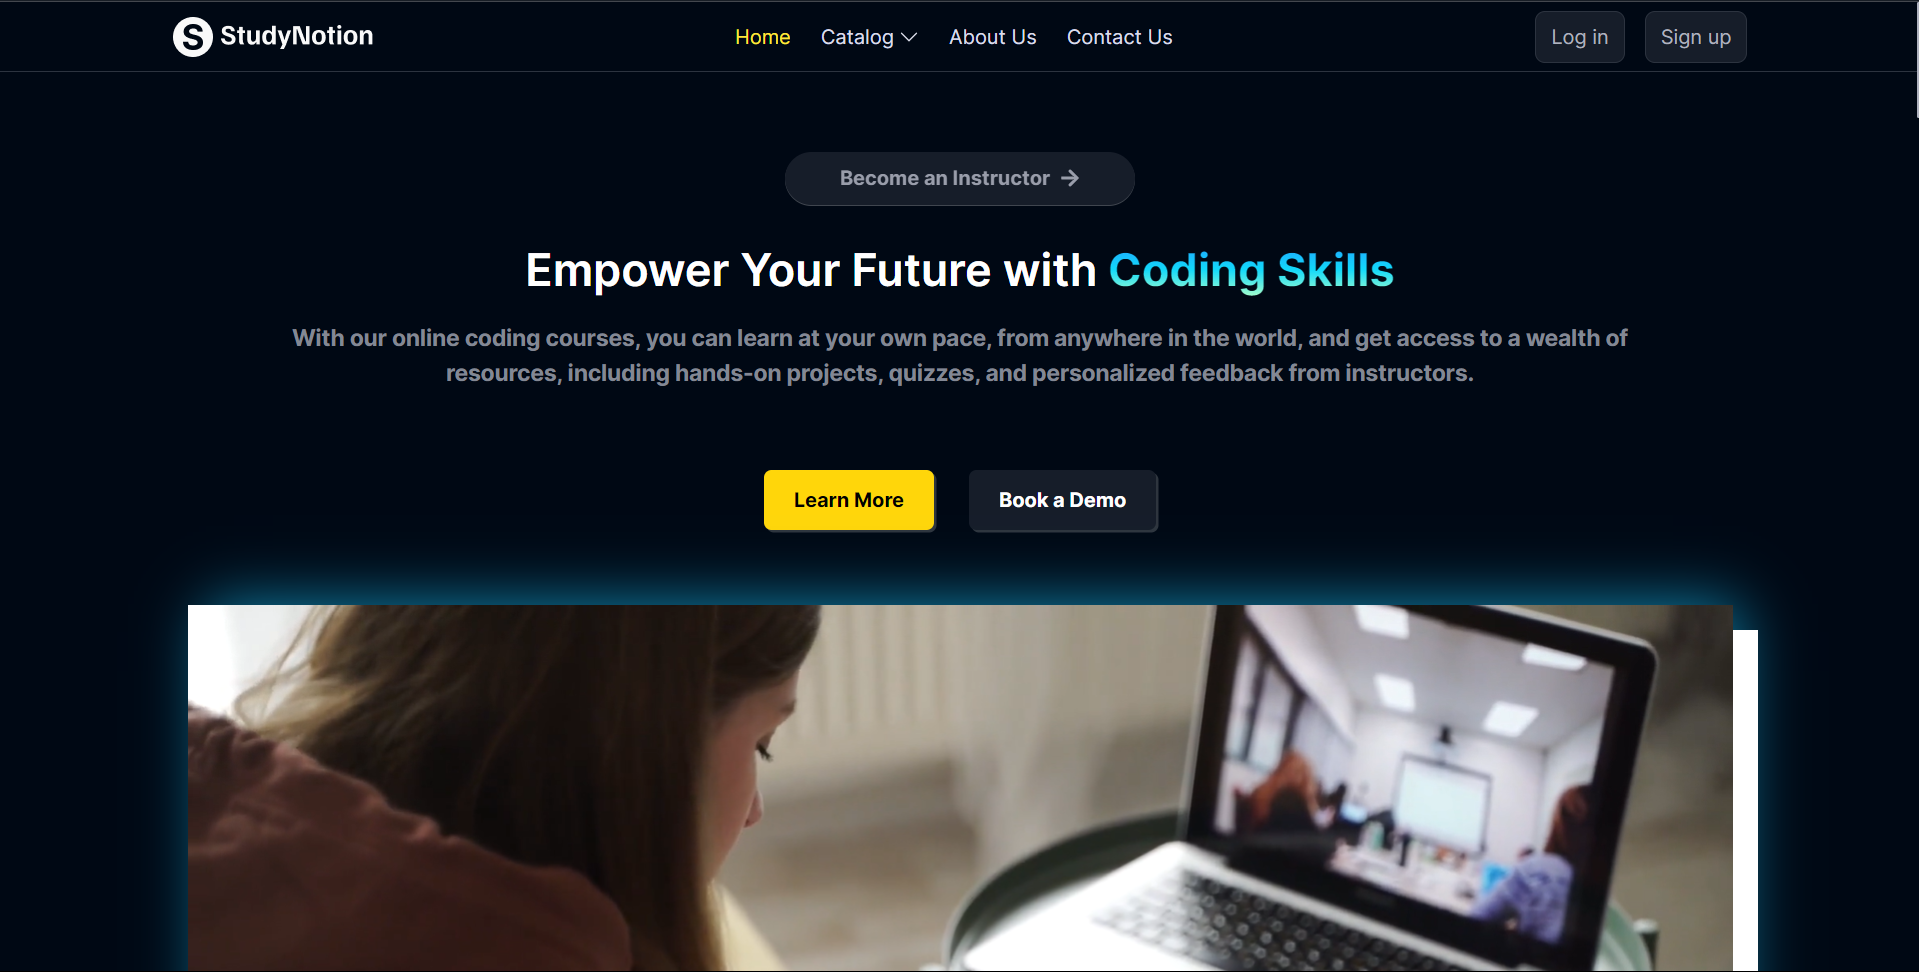 StudyNotion
Home Catalog About Us Contact Us
Log in Sign up
Become an Instructor →
Empower Your Future with Coding Skills
With our online coding courses, you can learn at your own pace, from anywhere in the world, and get access to a wealth of
resources, including hands-on projects, quizzes, and personalized feedback from instructors.
Learn More Book a Demo